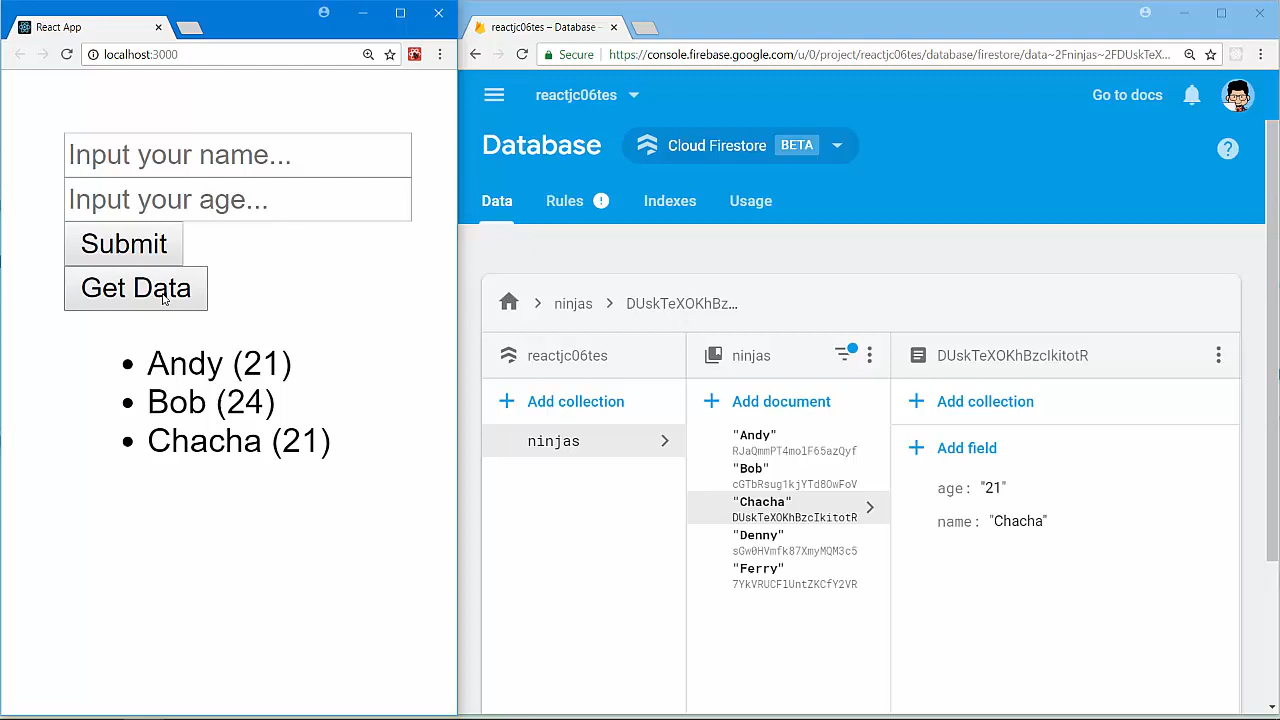 React App
localhost:3000
Input your name...
Input your age...
Submit
Get Data
Andy (21)
Bob (24)
Chacha (21)
reactjc06tes – Database –
Secure
https://console.firebase.google.com/u/0/project/reactjc06tes/database/firestore/data~2Fninjas~2FDUskTeX...
reactjc06tes
Go to docs
Database
Cloud Firestore
BETA
Data
Rules
Indexes
Usage
ninjas
DUskTeXOKhBz...
reactjc06tes
ninjas
DUskTeXOKhBzcIkitotR
Add collection
Add document
Add collection
ninjas
"Andy"
RJaQmmPT4molF65azQyf
"Bob"
cGTbRsug1kjYTd8OwFoV
"Chacha"
DUskTeXOKhBzcIkitotR
"Denny"
sGw0HVmfk87XmyMQM3c5
"Ferry"
7YkVRUCFlUntZKCfY2VR
Add field
age: "21"
name: "Chacha"